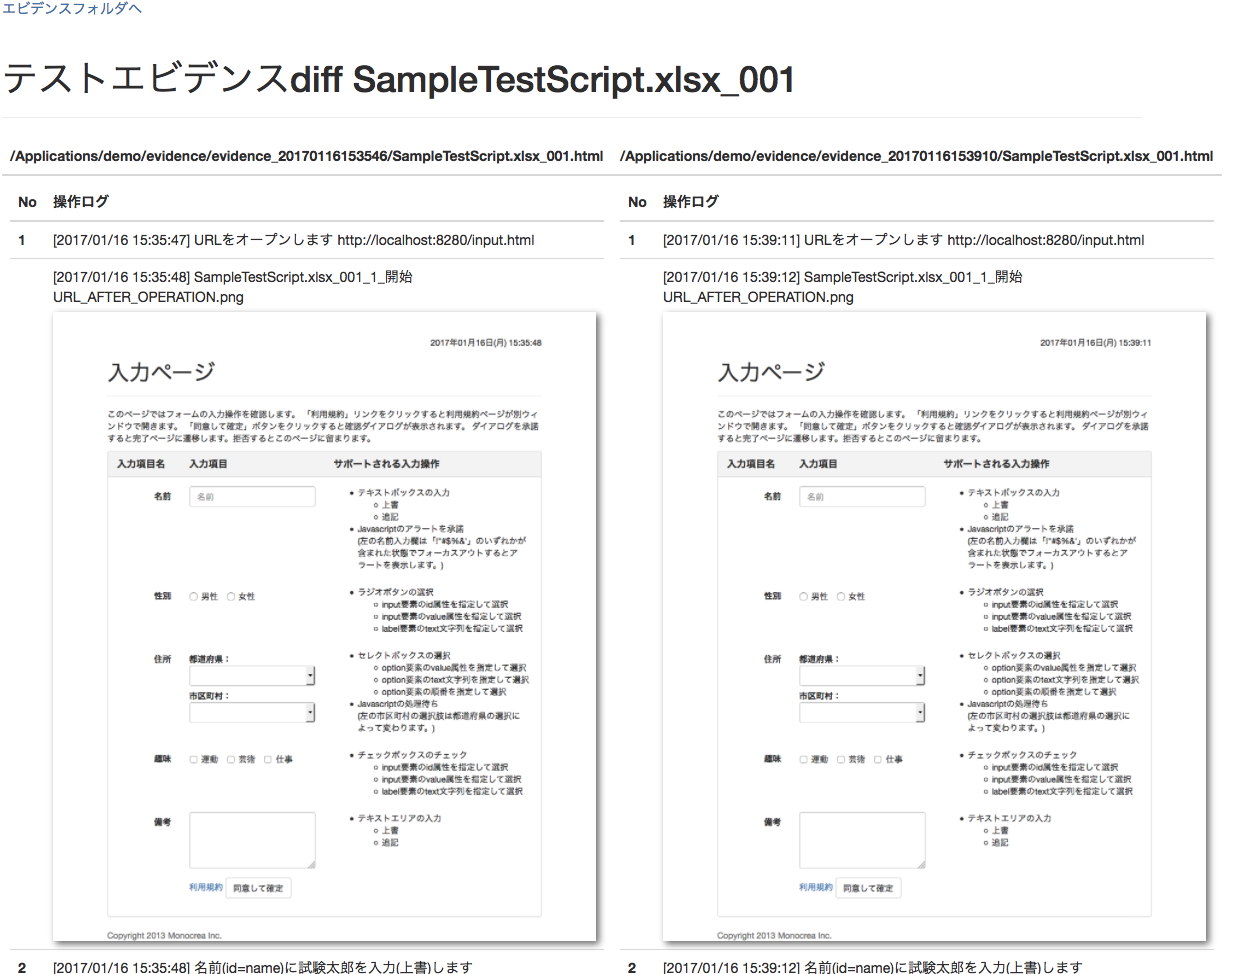 エビデンスフォルダへ
テストエビデンスdiff SampleTestScript.xlsx_001
/Applications/demo/evidence/evidence_20170116153546/SampleTestScript.xlsx_001.html
No 操作ログ
1 [2017/01/16 15:35:47] URLをオープンします http://localhost:8280/input.html
[2017/01/16 15:35:48] SampleTestScript.xlsx_001_1_開始
URL_AFTER_OPERATION.png
2017年01月16日(月) 15:35:48
入力ページ
このページではフォームの入力操作を確認します。 「利用規約」リンクをクリックすると利用規約ページが別ウィ
ンドウで開きます。 「同意して確定」ボタンをクリックすると確認ダイアログが表示されます。 ダイアログを承諾
すると完了ページに遷移します。拒否するとこのページに留まります。
入力項目名 入力項目 サポートされる入力操作
名前 名前
テキストボックスの入力
上書
追記
Javascriptのアラートを承諾
(左の名前入力欄は「!"#$%&'」のいずれかが
含まれた状態でフォーカスアウトするとア
ラートを表示します。)
性別 男性 女性
ラジオボタンの選択
input要素のid属性を指定して選択
input要素のvalue属性を指定して選択
label要素のtext文字列を指定して選択
住所 都道府県：
市区町村：
セレクトボックスの選択
option要素のvalue属性を指定して選択
option要素のtext文字列を指定して選択
option要素の順番を指定して選択
Javascriptの処理待ち
(左の市区町村の選択肢は都道府県の選択に
よって変わります。)
趣味 運動 芸術 仕事
チェックボックスのチェック
input要素のid属性を指定して選択
input要素のvalue属性を指定して選択
label要素のtext文字列を指定して選択
備考
テキストエリアの入力
上書
追記
利用規約 同意して確定
Copyright 2013 Monocrea Inc.
2 [2017/01/16 15:35:48] 名前(id=name)に試験太郎を入力(上書)します
/Applications/demo/evidence/evidence_20170116153910/SampleTestScript.xlsx_001.html
No 操作ログ
1 [2017/01/16 15:39:11] URLをオープンします http://localhost:8280/input.html
[2017/01/16 15:39:12] SampleTestScript.xlsx_001_1_開始
URL_AFTER_OPERATION.png
2017年01月16日(月) 15:39:11
入力ページ
このページではフォームの入力操作を確認します。 「利用規約」リンクをクリックすると利用規約ページが別ウィ
ンドウで開きます。 「同意して確定」ボタンをクリックすると確認ダイアログが表示されます。 ダイアログを承諾
すると完了ページに遷移します。拒否するとこのページに留まります。
入力項目名 入力項目 サポートされる入力操作
名前 名前
テキストボックスの入力
上書
追記
Javascriptのアラートを承諾
(左の名前入力欄は「!"#$%&'」のいずれかが
含まれた状態でフォーカスアウトするとア
ラートを表示します。)
性別 男性 女性
ラジオボタンの選択
input要素のid属性を指定して選択
input要素のvalue属性を指定して選択
label要素のtext文字列を指定して選択
住所 都道府県：
市区町村：
セレクトボックスの選択
option要素のvalue属性を指定して選択
option要素のtext文字列を指定して選択
option要素の順番を指定して選択
Javascriptの処理待ち
(左の市区町村の選択肢は都道府県の選択に
よって変わります。)
趣味 運動 芸術 仕事
チェックボックスのチェック
input要素のid属性を指定して選択
input要素のvalue属性を指定して選択
label要素のtext文字列を指定して選択
備考
テキストエリアの入力
上書
追記
利用規約 同意して確定
Copyright 2013 Monocrea Inc.
2 [2017/01/16 15:39:12] 名前(id=name)に試験太郎を入力(上書)します